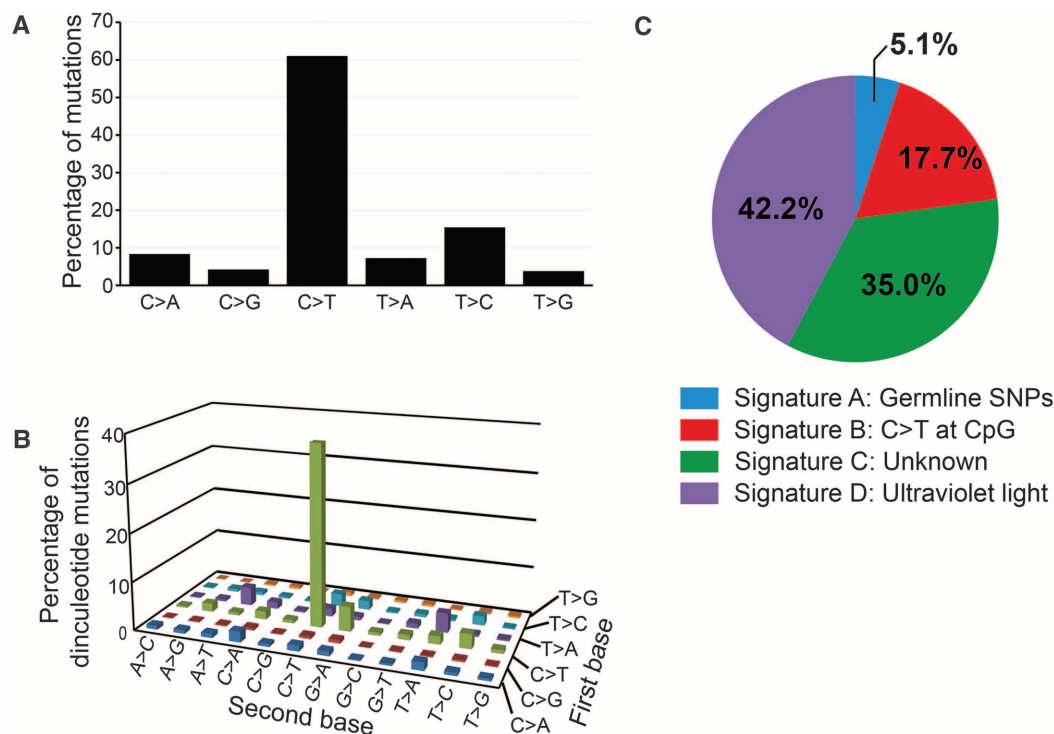 A
Percentage of mutations
70
60
50
40
30
20
10
0
C>A C>G C>T T>A T>C T>G
B
Percentage of
dinculeotide mutations
40
30
20
10
0
A>C
A>G
A>T
C>A
C>G
C>T
G>A
G>C
G>T
T>A
T>C
T>G
Second base
T>G
T>C
T>A
C>T
C>G
C>A
First base
C
5.1%
17.7%
42.2%
35.0%
Signature A: Germline SNPs
Signature B: C>T at CpG
Signature C: Unknown
Signature D: Ultraviolet light